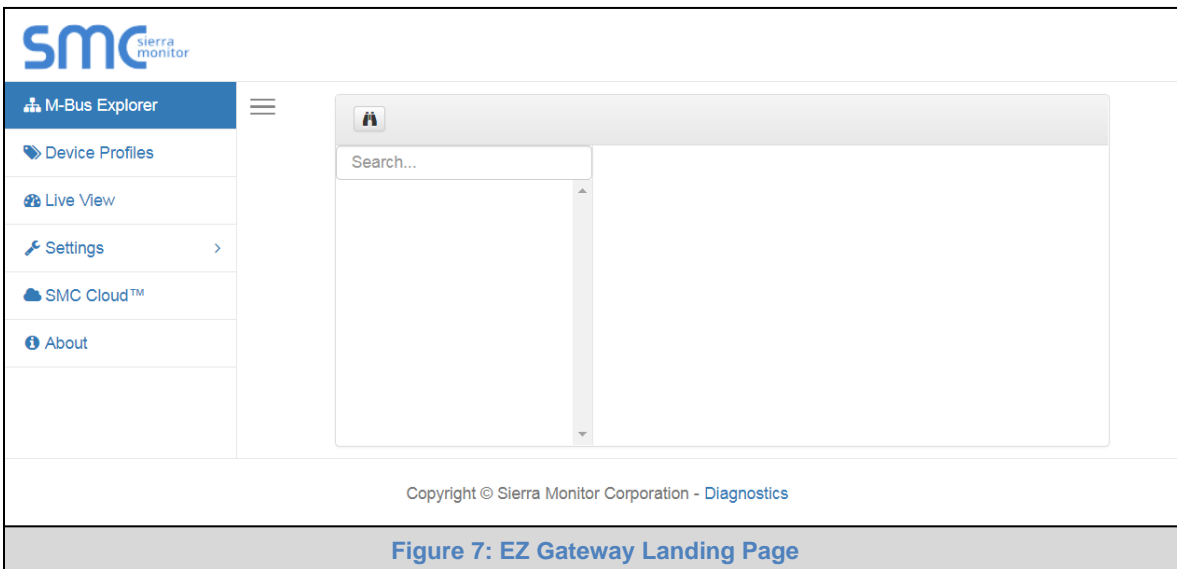 SMC sierra
monitor
M-Bus Explorer
Device Profiles
Live View
Settings
SMC Cloud™
About
Search...
Copyright © Sierra Monitor Corporation - Diagnostics
Figure 7: EZ Gateway Landing Page